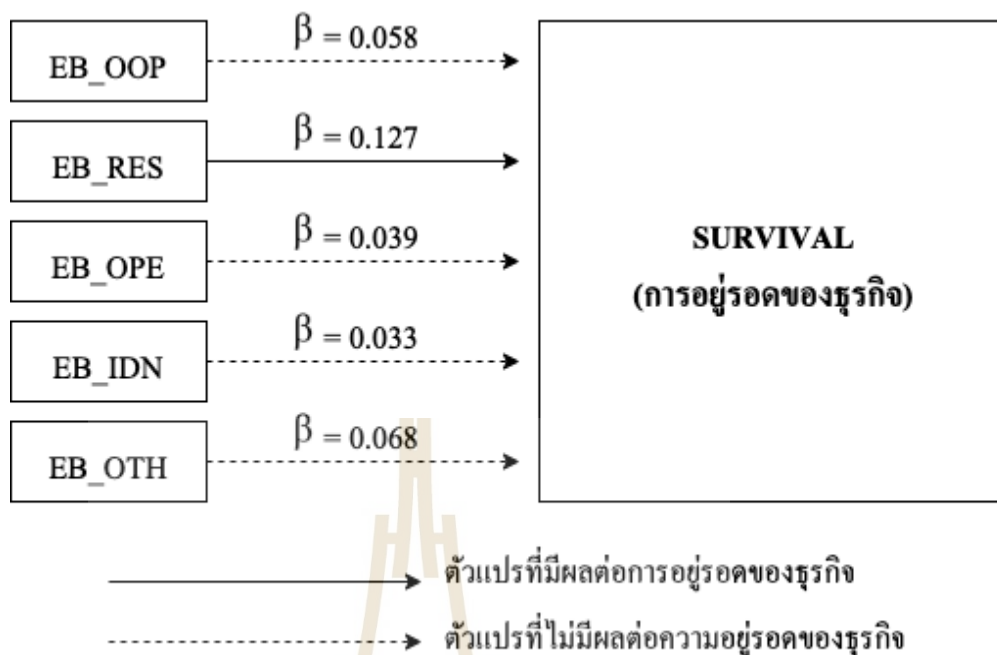 β = 0.058
EB_OOP
β = 0.127
EB_RES
β = 0.039
EB_OPE
β = 0.033
EB_IDN
β = 0.068
EB_OTH
SURVIVAL
(การอยู่รอดของธุรกิจ)
ตัวแปรที่มีผลต่อการอยู่รอดของธุรกิจ
ตัวแปรที่ไม่มีผลต่อความอยู่รอดของธุรกิจ